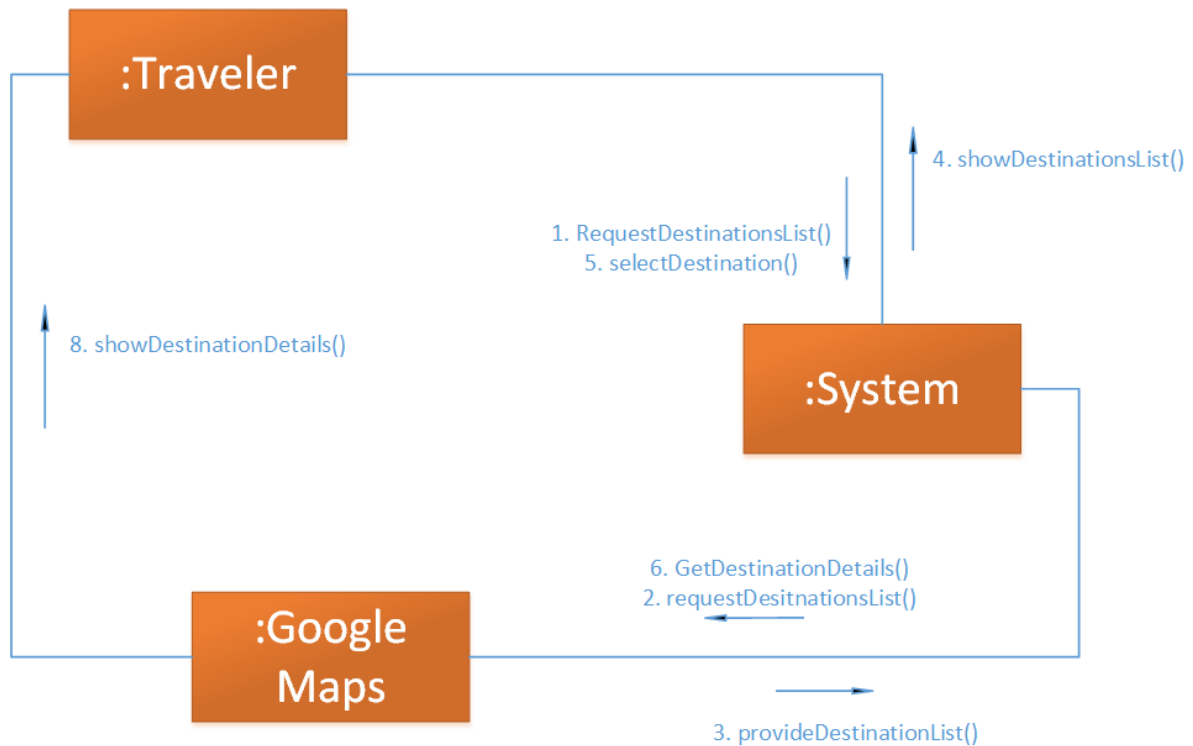 :Traveler
4. showDestinationsList()
1. RequestDestinationsList()
5. selectDestination()
8. showDestinationDetails()
:System
6. GetDestinationDetails()
2. requestDesitnationsList()
:Google
Maps
3. provideDestinationList()